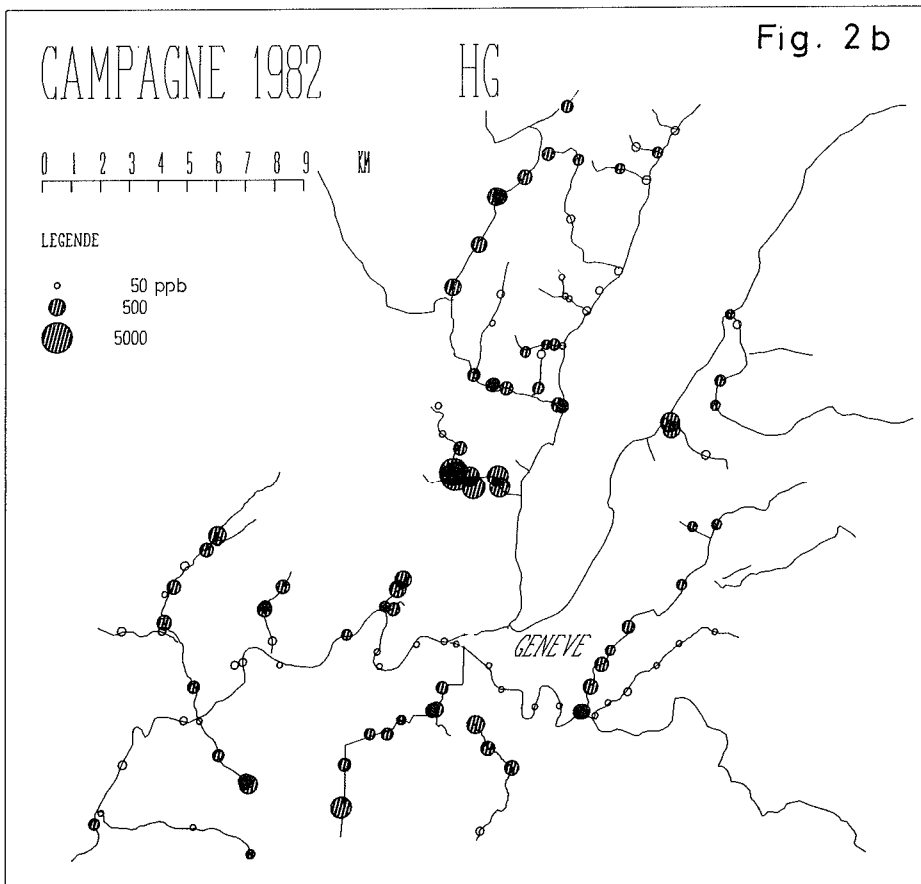 Fig. 2b
CAMPAGNE 1982 HG
0 1 2 3 4 5 6 7 8 9 KM
LEGENDE
50 ppb
500
5000
GENEVE